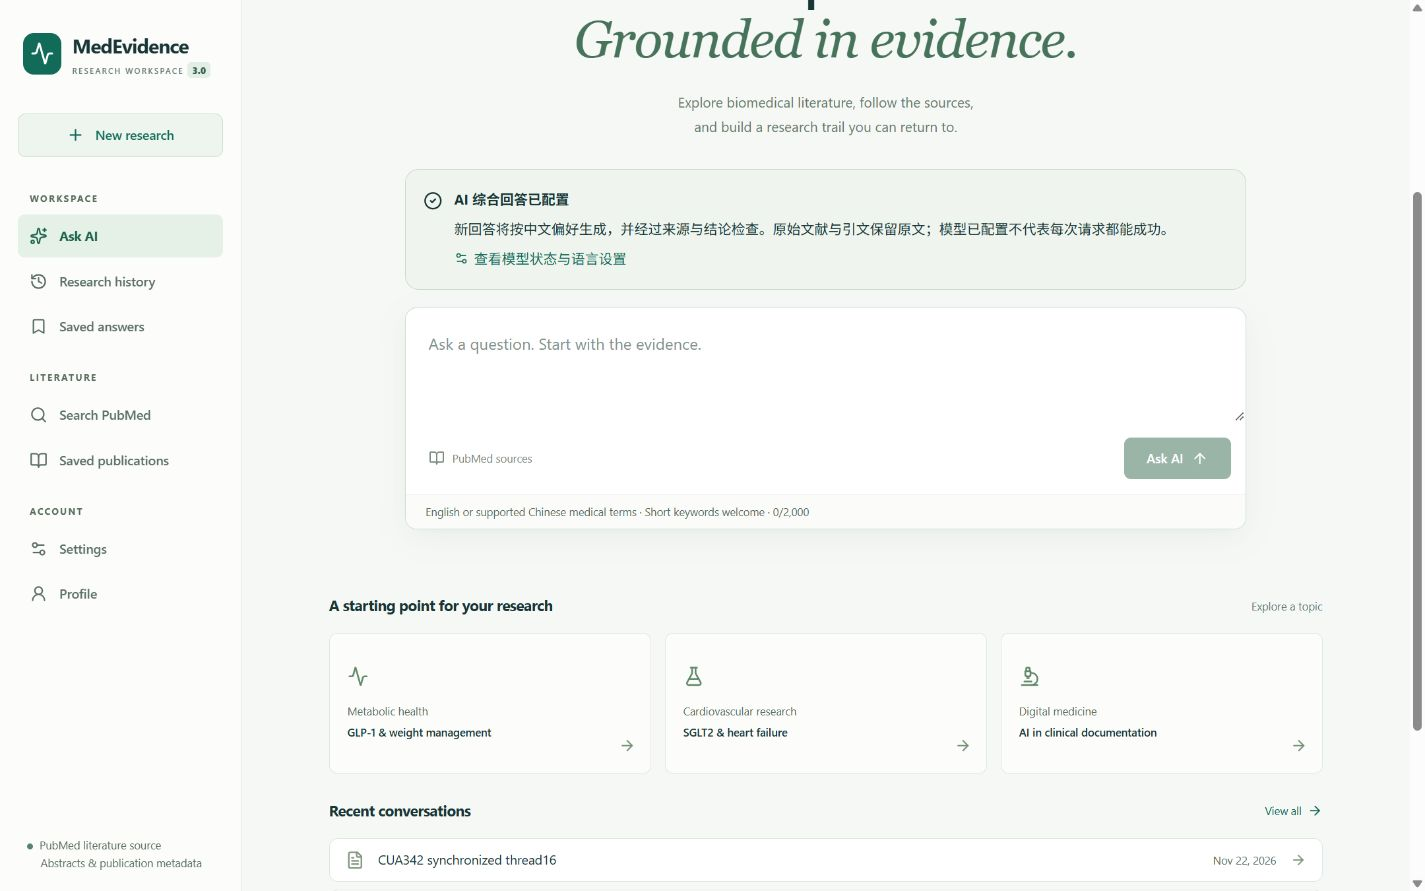 MedEvidence
RESEARCH WORKSPACE 3.0
New research
WORKSPACE
Ask AI
Research history
Saved answers
LITERATURE
Search PubMed
Saved publications
ACCOUNT
Settings
Profile
PubMed literature source
Abstracts & publication metadata
Grounded in evidence.
Explore biomedical literature, follow the sources,
and build a research trail you can return to.
AI 综合回答已配置
新回答将按中文偏好生成，并经过来源与结论检查。原始文献与引文保留原文；模型已配置不代表每次请求都能成功。
查看模型状态与语言设置
Ask a question. Start with the evidence.
PubMed sources
Ask AI
English or supported Chinese medical terms · Short keywords welcome · 0/2,000
A starting point for your research
Explore a topic
Metabolic health
GLP-1 & weight management
Cardiovascular research
SGLT2 & heart failure
Digital medicine
AI in clinical documentation
Recent conversations
View all
CUA342 synchronized thread16
Nov 22, 2026